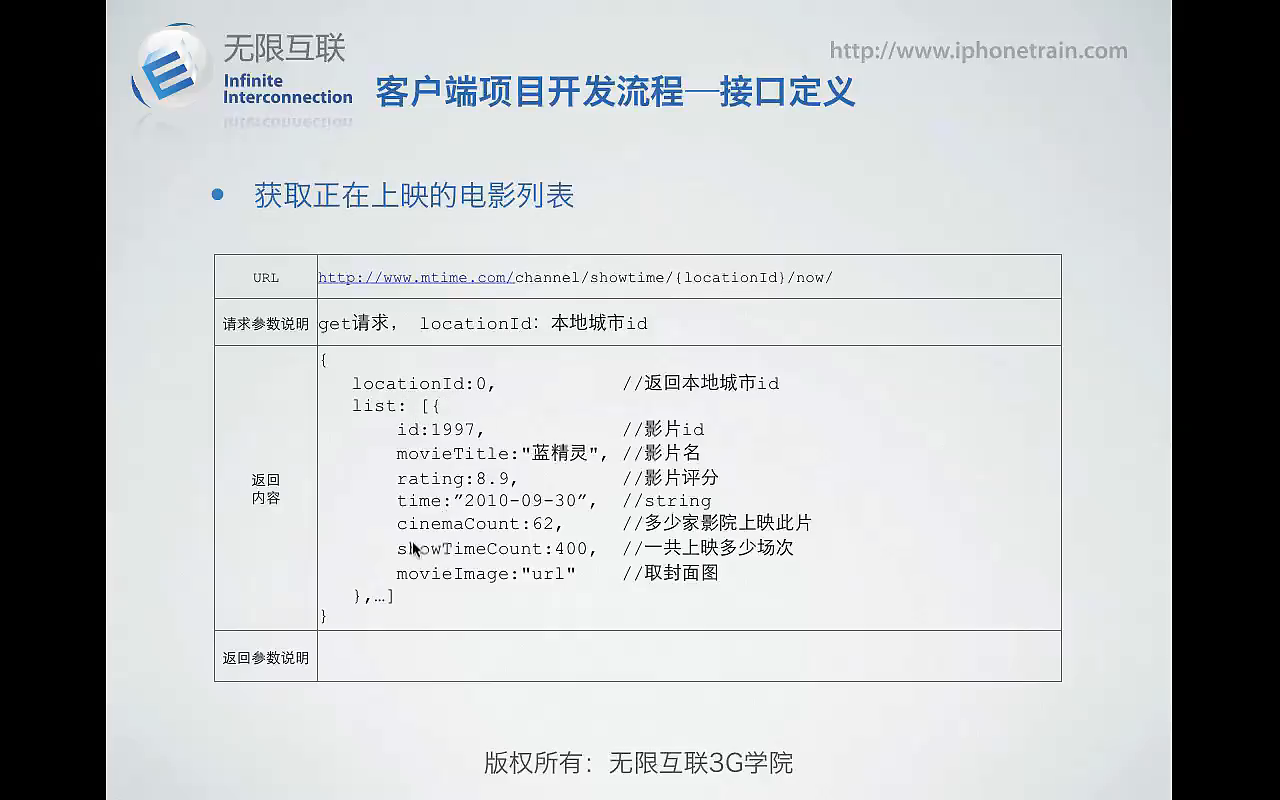 无限互联
Infinite
Interconnection
http://www.iphonetrain.com
客户端项目开发流程—接口定义
• 获取正在上映的电影列表
URL
http://www.mtime.com/channel/showtime/{locationId}/now/
请求参数说明
get请求， locationId：本地城市id
返回
内容
{
locationId:0, //返回本地城市id
list: [{
id:1997, //影片id
movieTitle:"蓝精灵", //影片名
rating:8.9, //影片评分
time:”2010-09-30”, //string
cinemaCount:62, //多少家影院上映此片
showTimeCount:400, //一共上映多少场次
movieImage:"url" //取封面图
},…]
}
返回参数说明
版权所有：无限互联3G学院